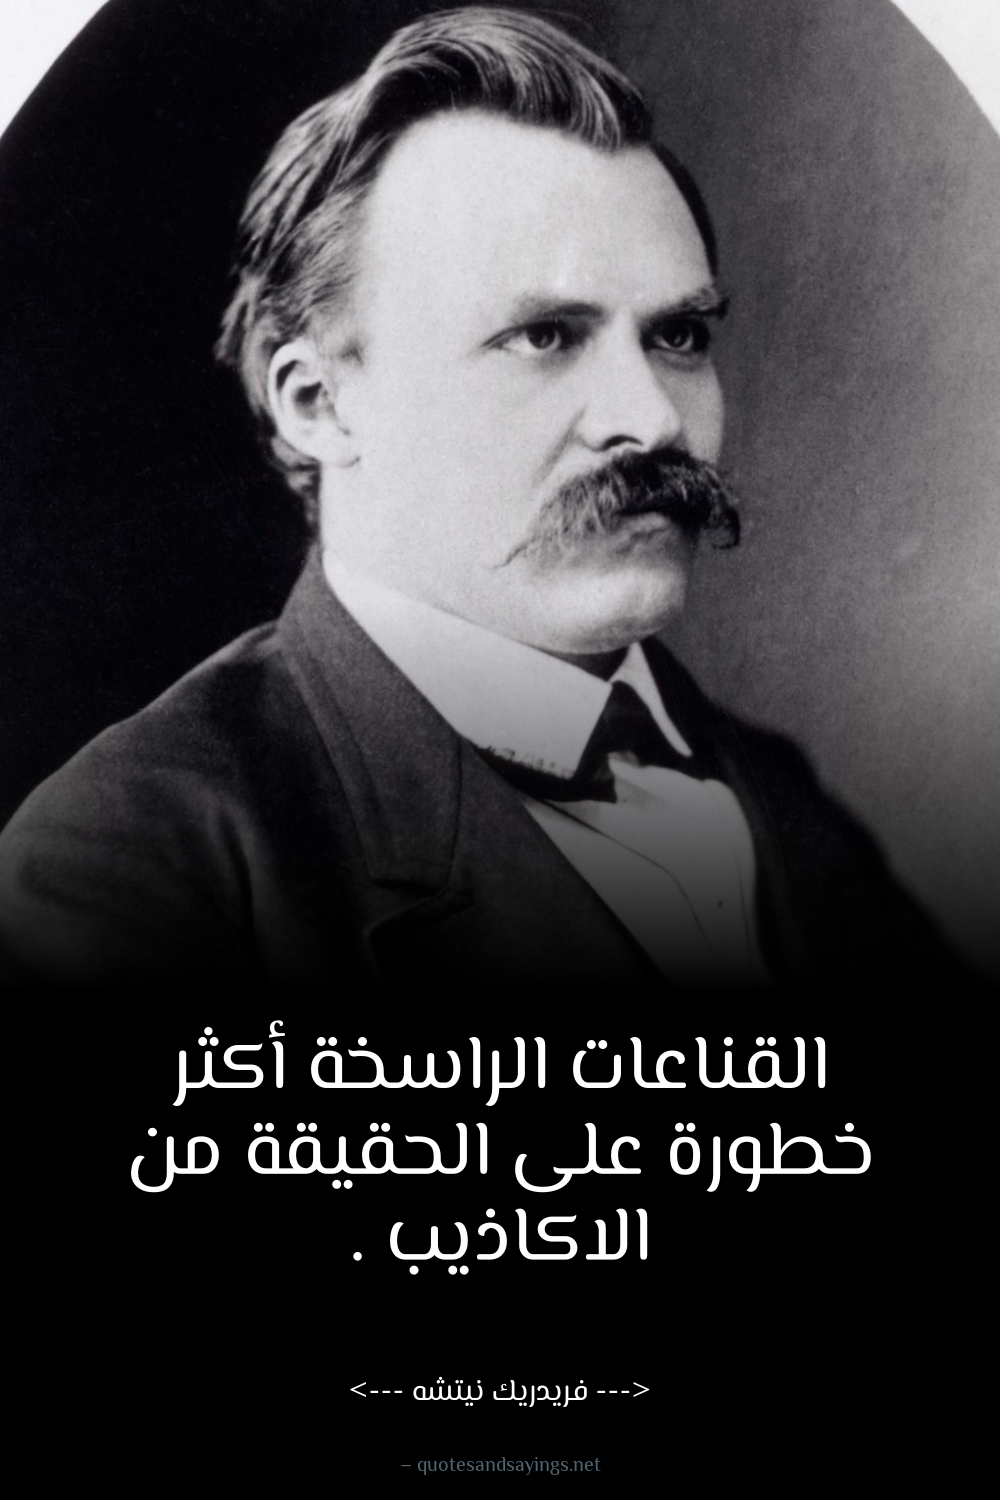 القناعات الراسخة أكثر
خطورة على الحقيقة من
الاكاذيب .
<--- فريدريك نيتشه --->
– quotesandsayings.net